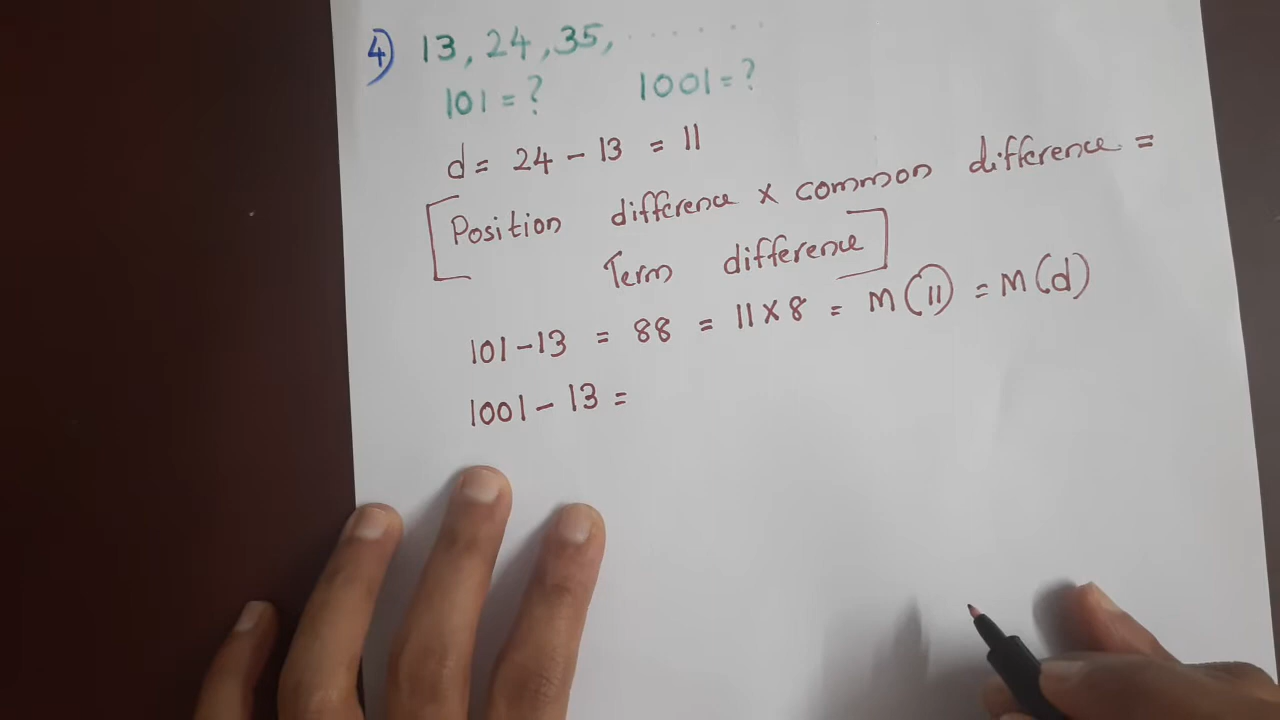 4) 13, 24, 35, .......
101 = ? 1001 = ?
d = 24 - 13 = 11
[Position difference × common difference =
Term difference]
101 - 13 = 88 = 11 × 8 = M(11) = M(d)
1001 - 13 =